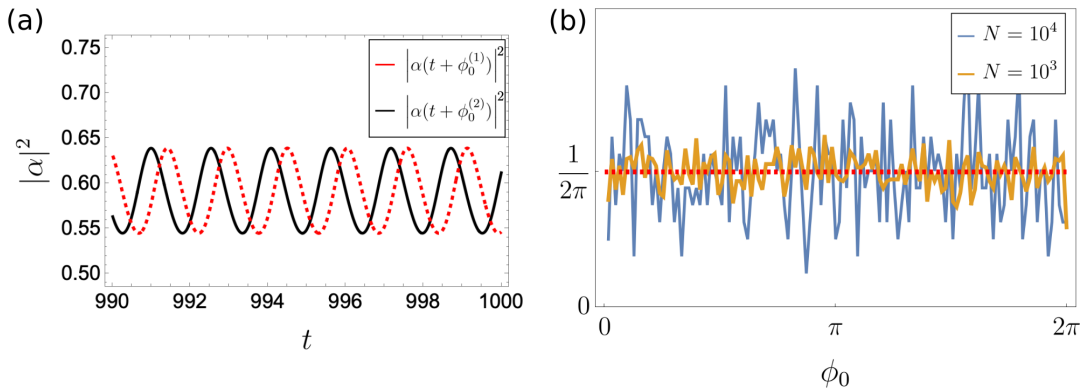 (a)
|α|²
0.75
0.70
0.65
0.60
0.55
0.50
|α(t + ϕ₀⁽¹⁾)|²
|α(t + ϕ₀⁽²⁾)|²
990 992 994 996 998 1000
t
(b)
N = 10⁴
N = 10³
1
2π
0
0 π 2π
ϕ₀